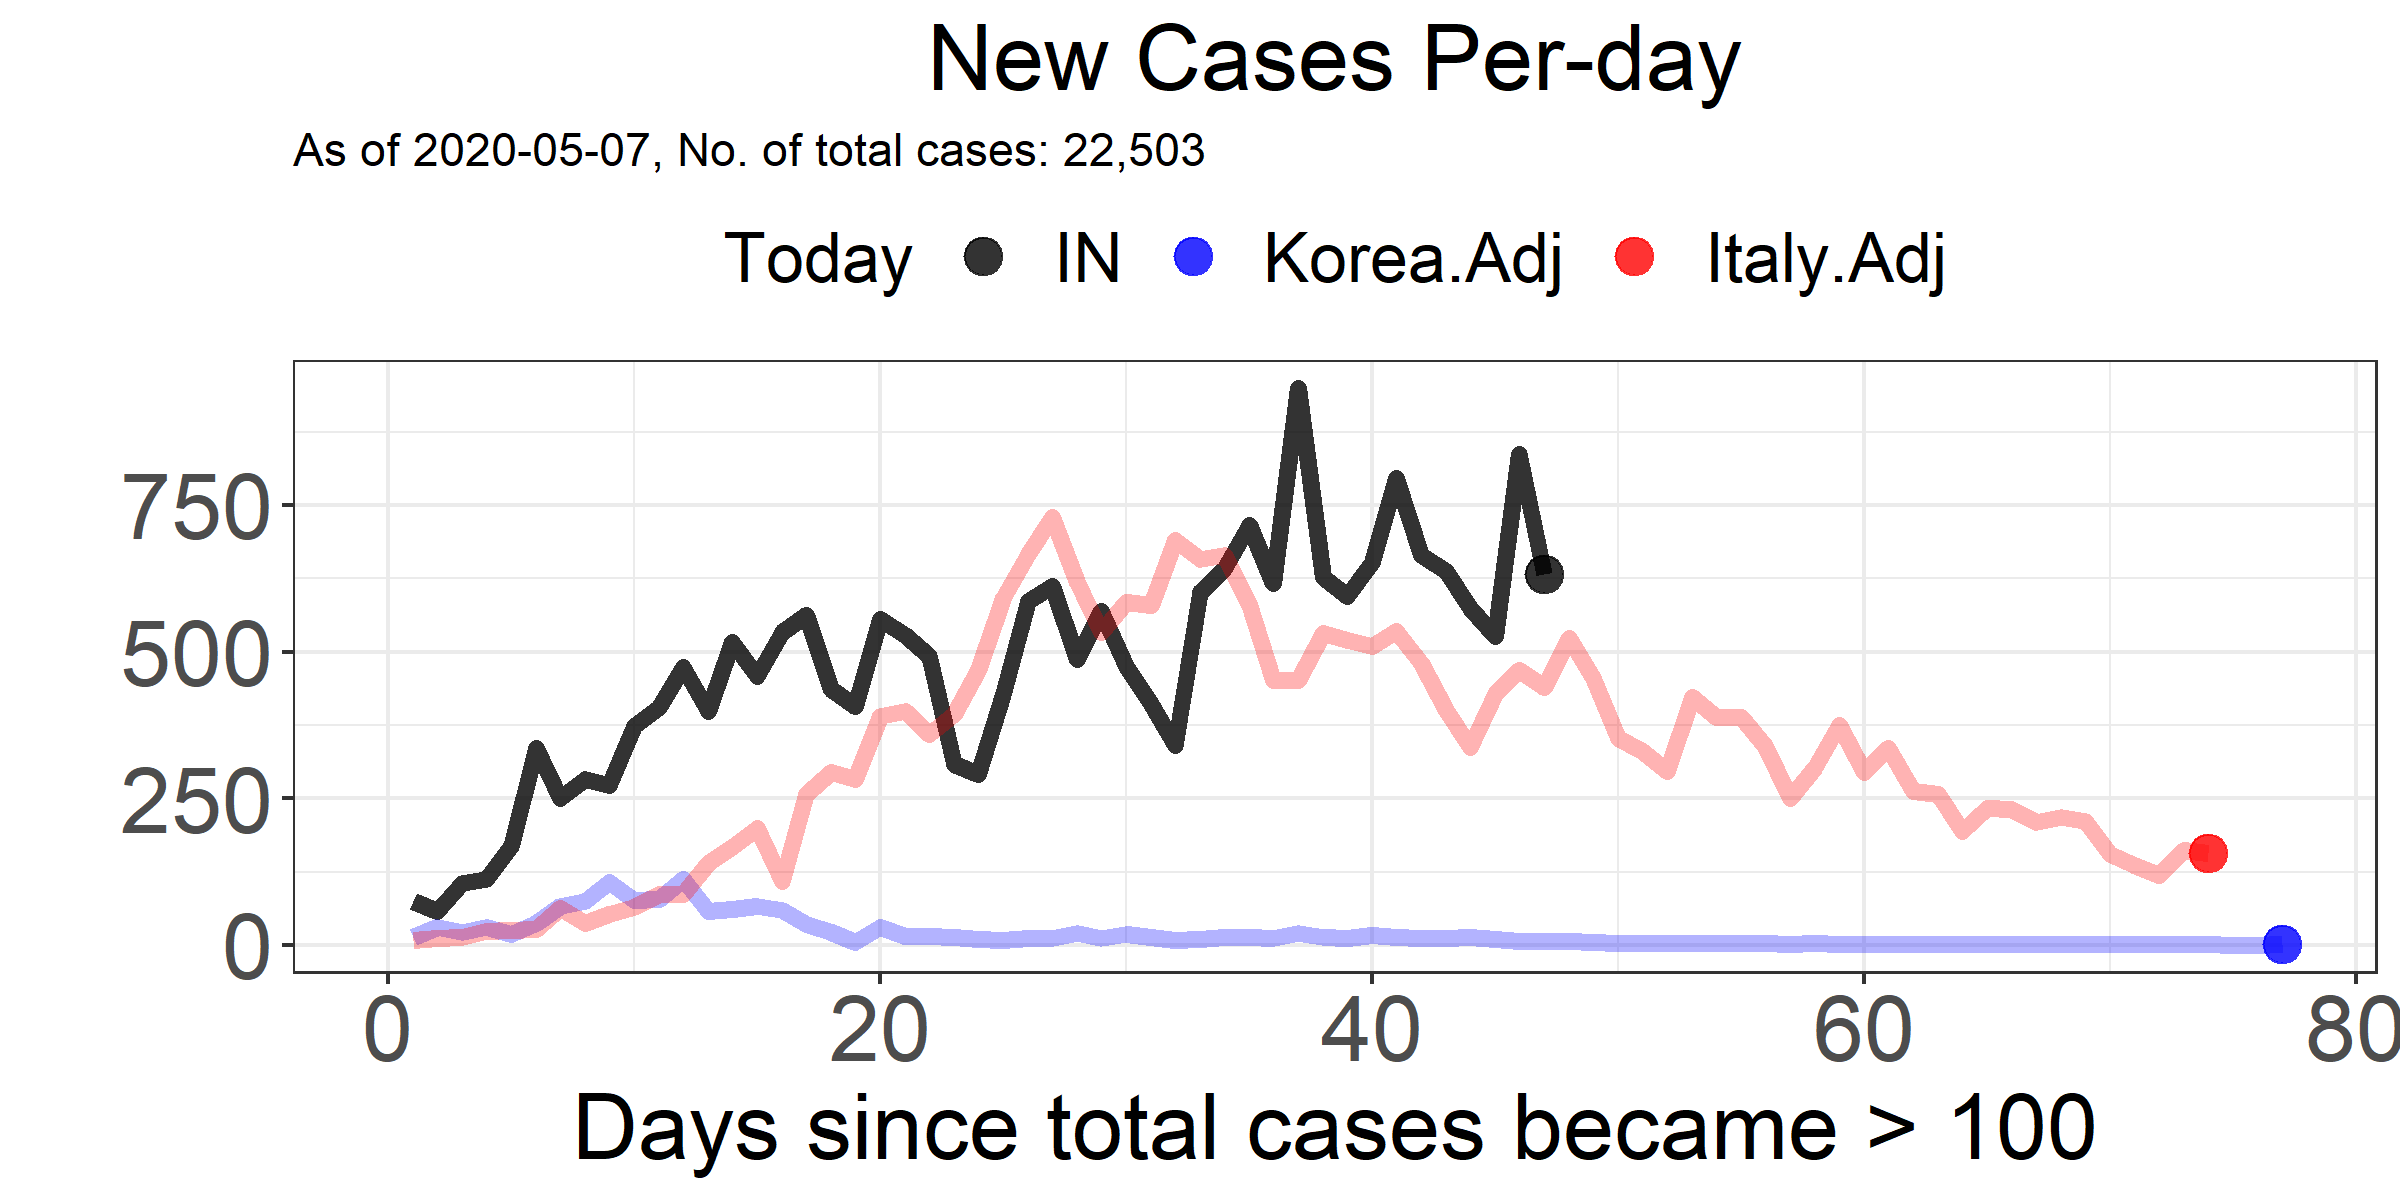 New Cases Per-day
As of 2020-05-07, No. of total cases: 22,503
Today IN Korea.Adj Italy.Adj
750
500
250
0
0 20 40 60 80
Days since total cases became > 100